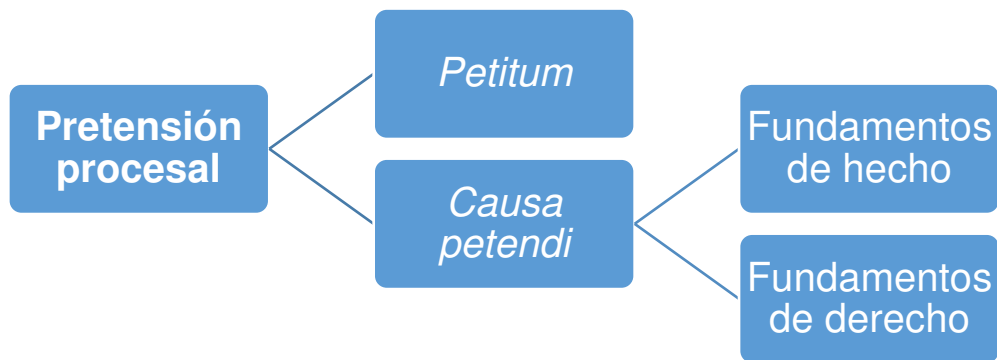 Pretensión
procesal
Petitum
Causa
petendi
Fundamentos
de hecho
Fundamentos
de derecho